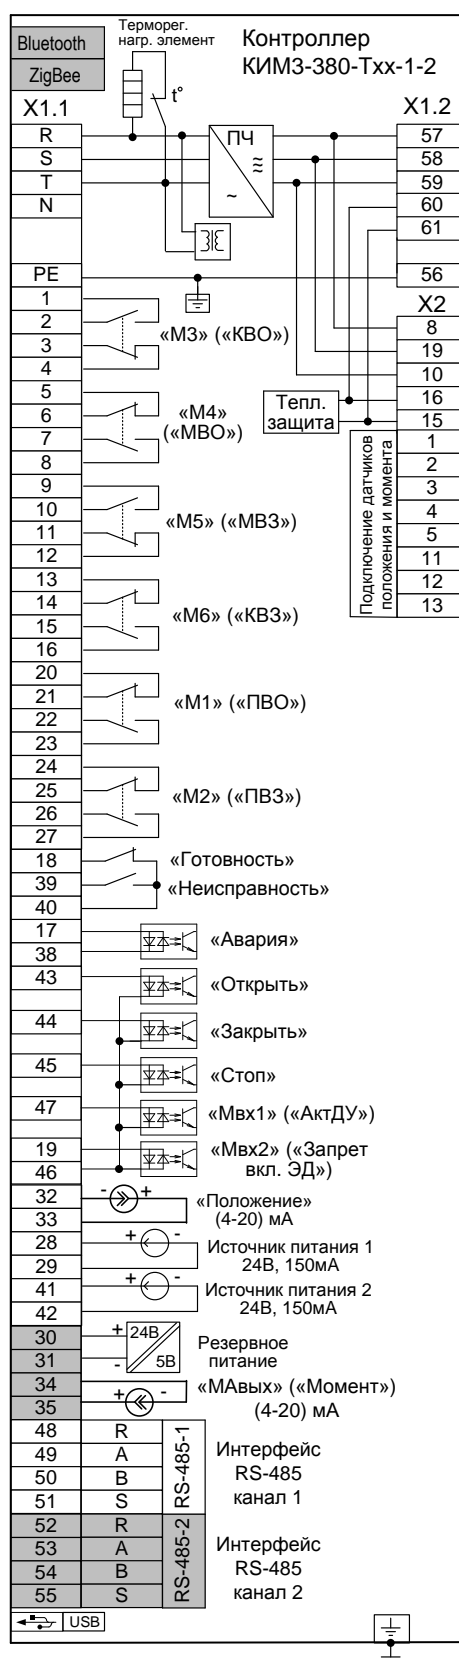 Bluetooth
ZigBee
Терморег.
нагр. элемент
t°
Контроллер
КИМ3-380-Тхх-1-2
X1.1
R
S
T
N
PE
ПЧ
≈
~
X1.2
57
58
59
60
61
56
X2
8
19
10
16
15
1
2
3
4
5
11
12
13
Тепл.
защита
Подключение датчиков
положения и момента
1
2
3
4
«М3» («КВО»)
5
6
7
8
«М4»
(«МВО»)
9
10
11
12
«М5» («МВЗ»)
13
14
15
16
«М6» («КВЗ»)
20
21
22
23
«М1» («ПВО»)
24
25
26
27
«М2» («ПВЗ»)
18
39
40
«Готовность»
«Неисправность»
17
38
«Авария»
43
«Открыть»
44
«Закрыть»
45
«Стоп»
47
«Мвх1» («АктДУ»)
19
46
«Мвх2» («Запрет
вкл. ЭД»)
32
33
- +
«Положение»
(4-20) мА
28
29
+ -
Источник питания 1
24В, 150мА
41
42
+ -
Источник питания 2
24В, 150мА
30
31
+
-
24В
5В
Резервное
питание
34
35
+ -
«МАвых» («Момент»)
(4-20) мА
48 R
49 A
50 B
51 S
RS-485-1
Интерфейс
RS-485
канал 1
52 R
53 A
54 B
55 S
RS-485-2
Интерфейс
RS-485
канал 2
USB